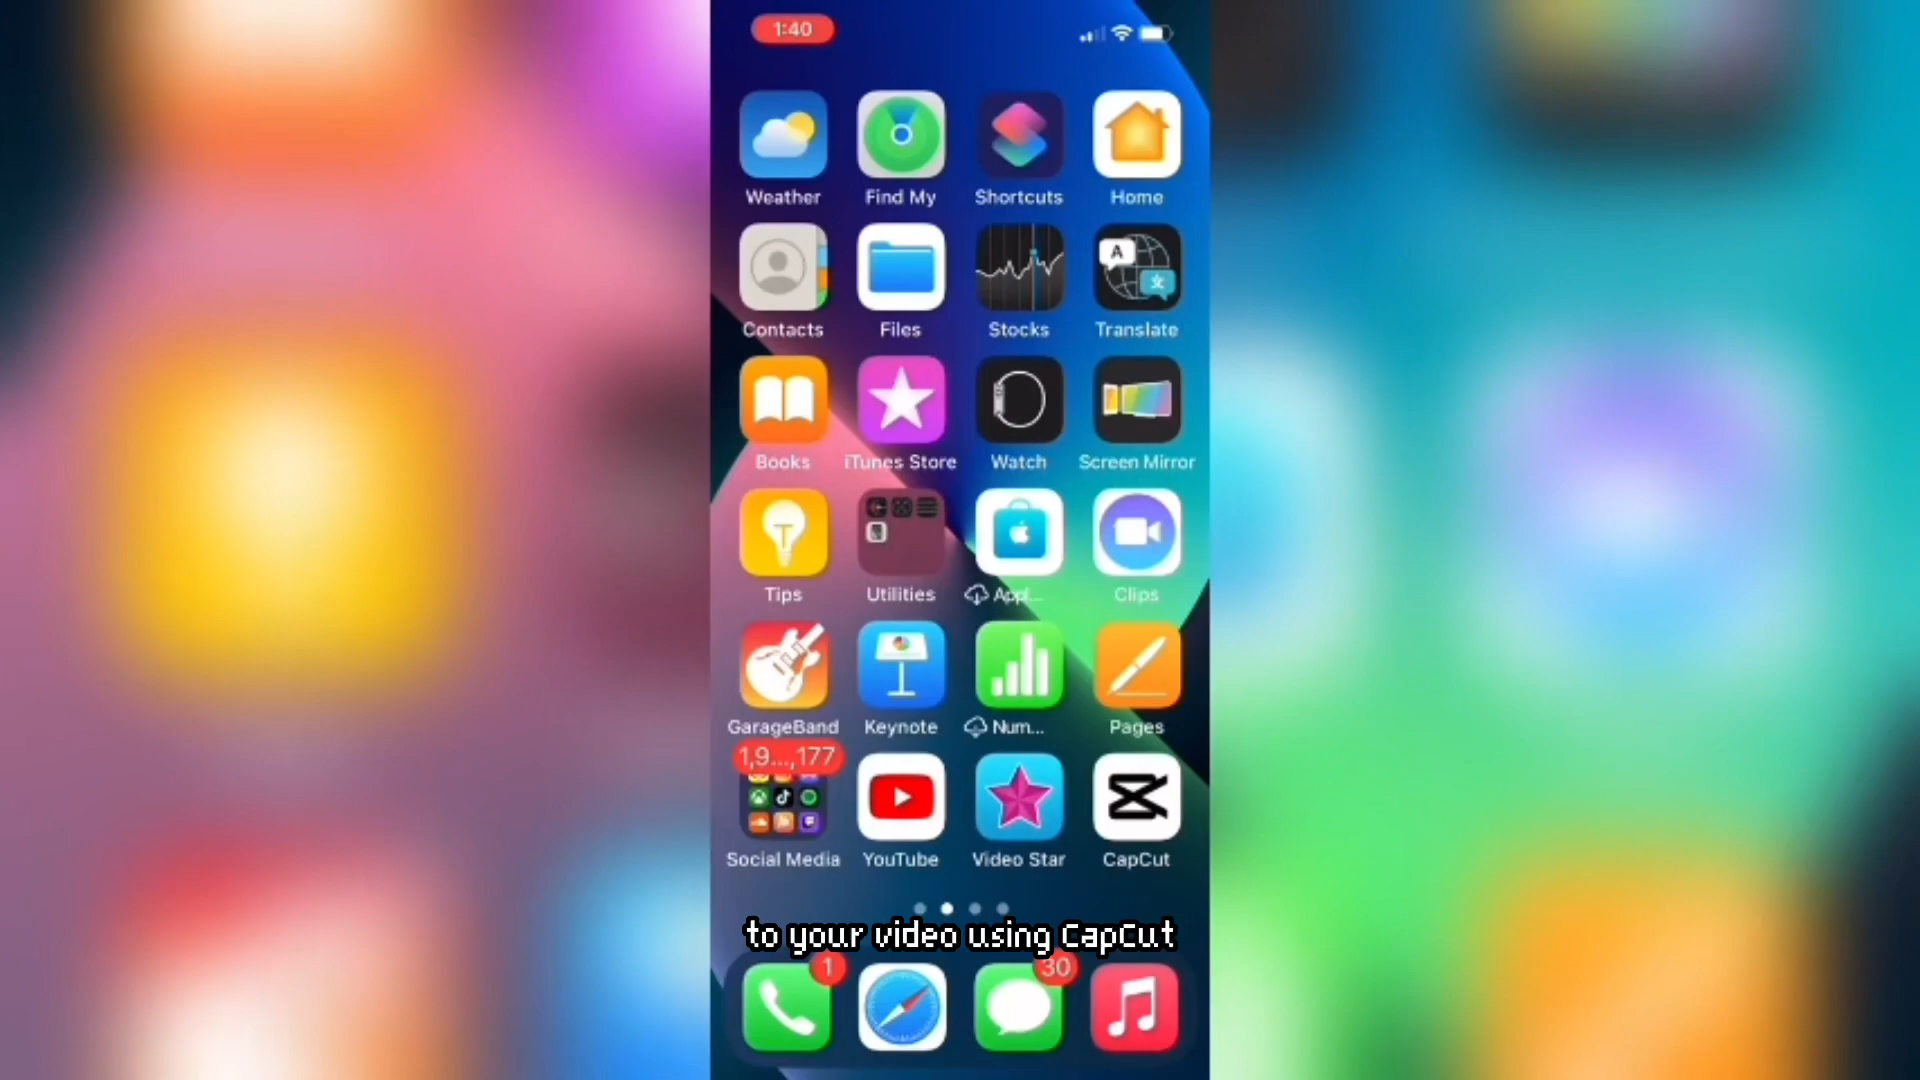 1:40
Weather Find My Shortcuts Home
A 文
Contacts Files Stocks Translate
Books iTunes Store Watch Screen Mirror
Tips Utilities Appl... Clips
GarageBand Keynote Num... Pages
1,9...,177
Social Media YouTube Video Star CapCut
to your video using CapCut
1 30